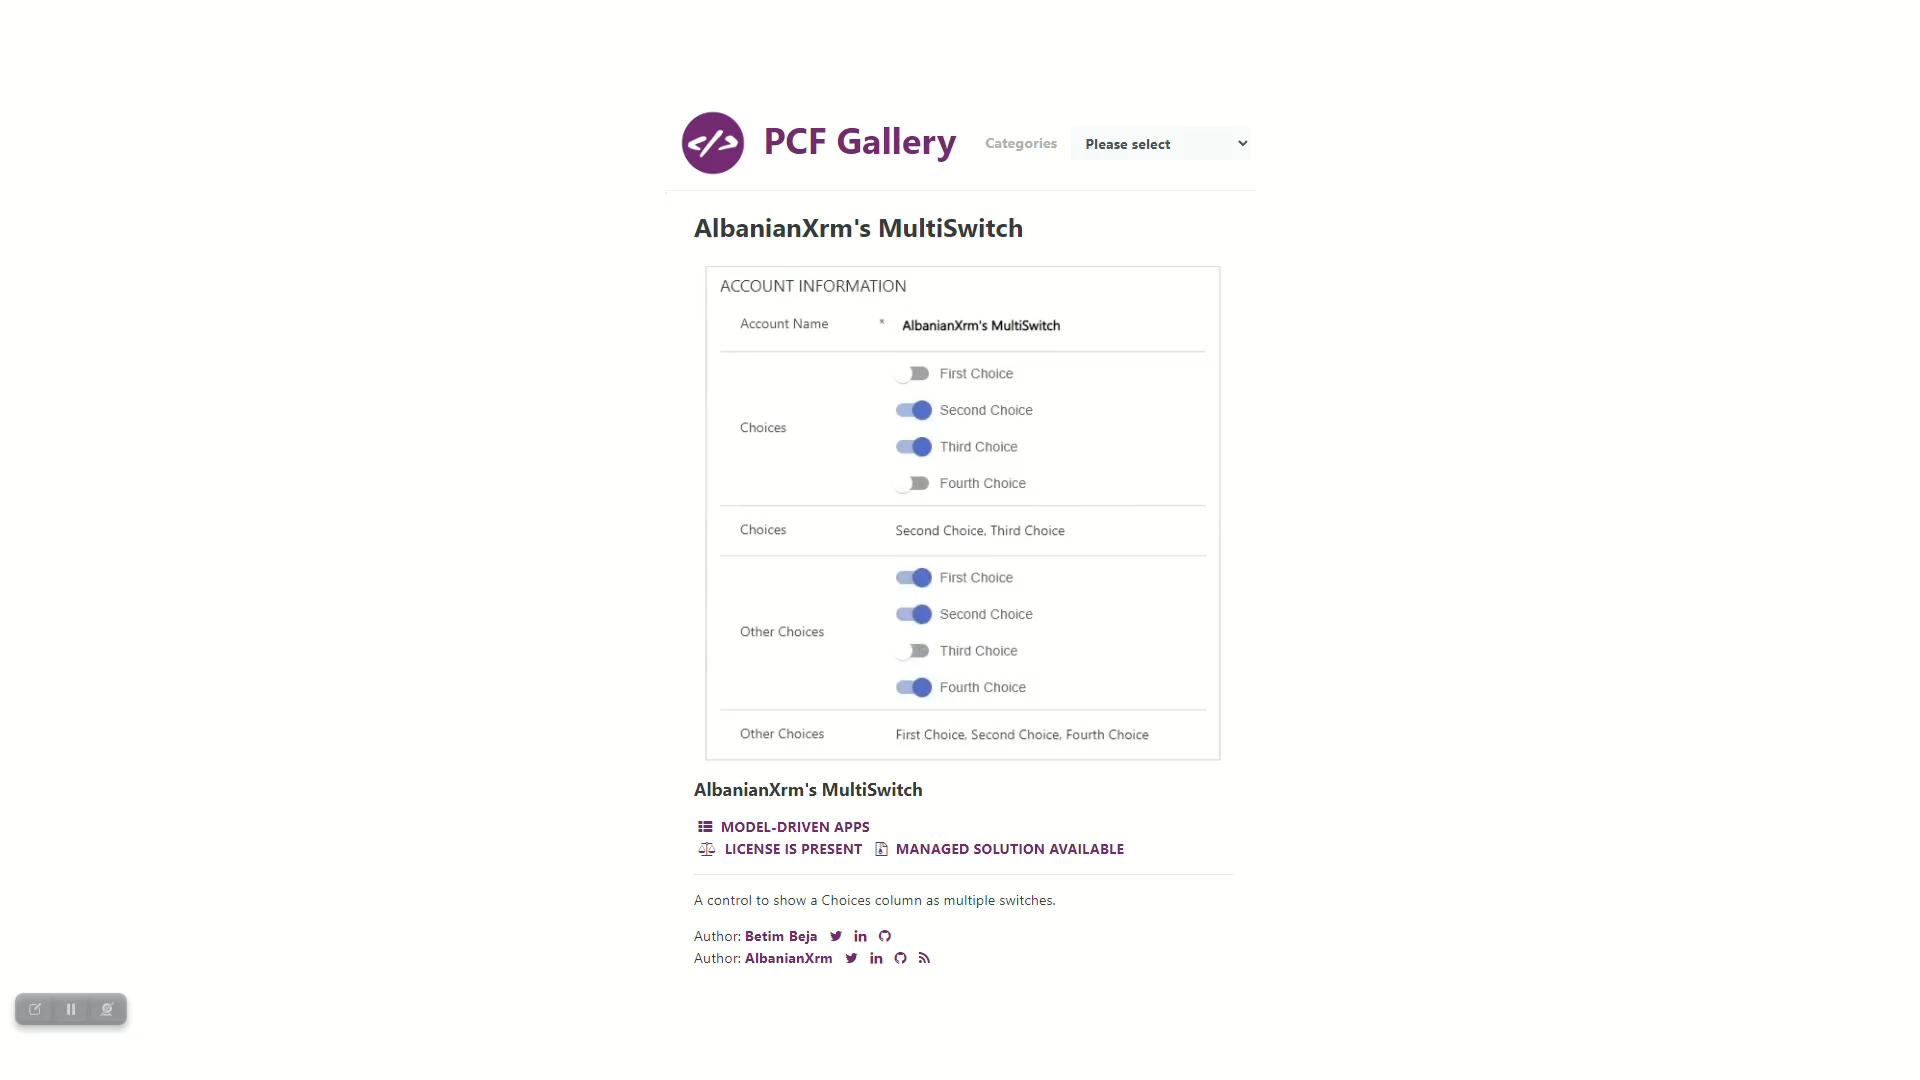 PCF Gallery
Categories
Please select
AlbanianXrm's MultiSwitch
ACCOUNT INFORMATION
Account Name * AlbanianXrm's MultiSwitch
Choices
First Choice
Second Choice
Third Choice
Fourth Choice
Choices Second Choice, Third Choice
Other Choices
First Choice
Second Choice
Third Choice
Fourth Choice
Other Choices First Choice, Second Choice, Fourth Choice
AlbanianXrm's MultiSwitch
MODEL-DRIVEN APPS
LICENSE IS PRESENT MANAGED SOLUTION AVAILABLE
A control to show a Choices column as multiple switches.
Author: Betim Beja
Author: AlbanianXrm